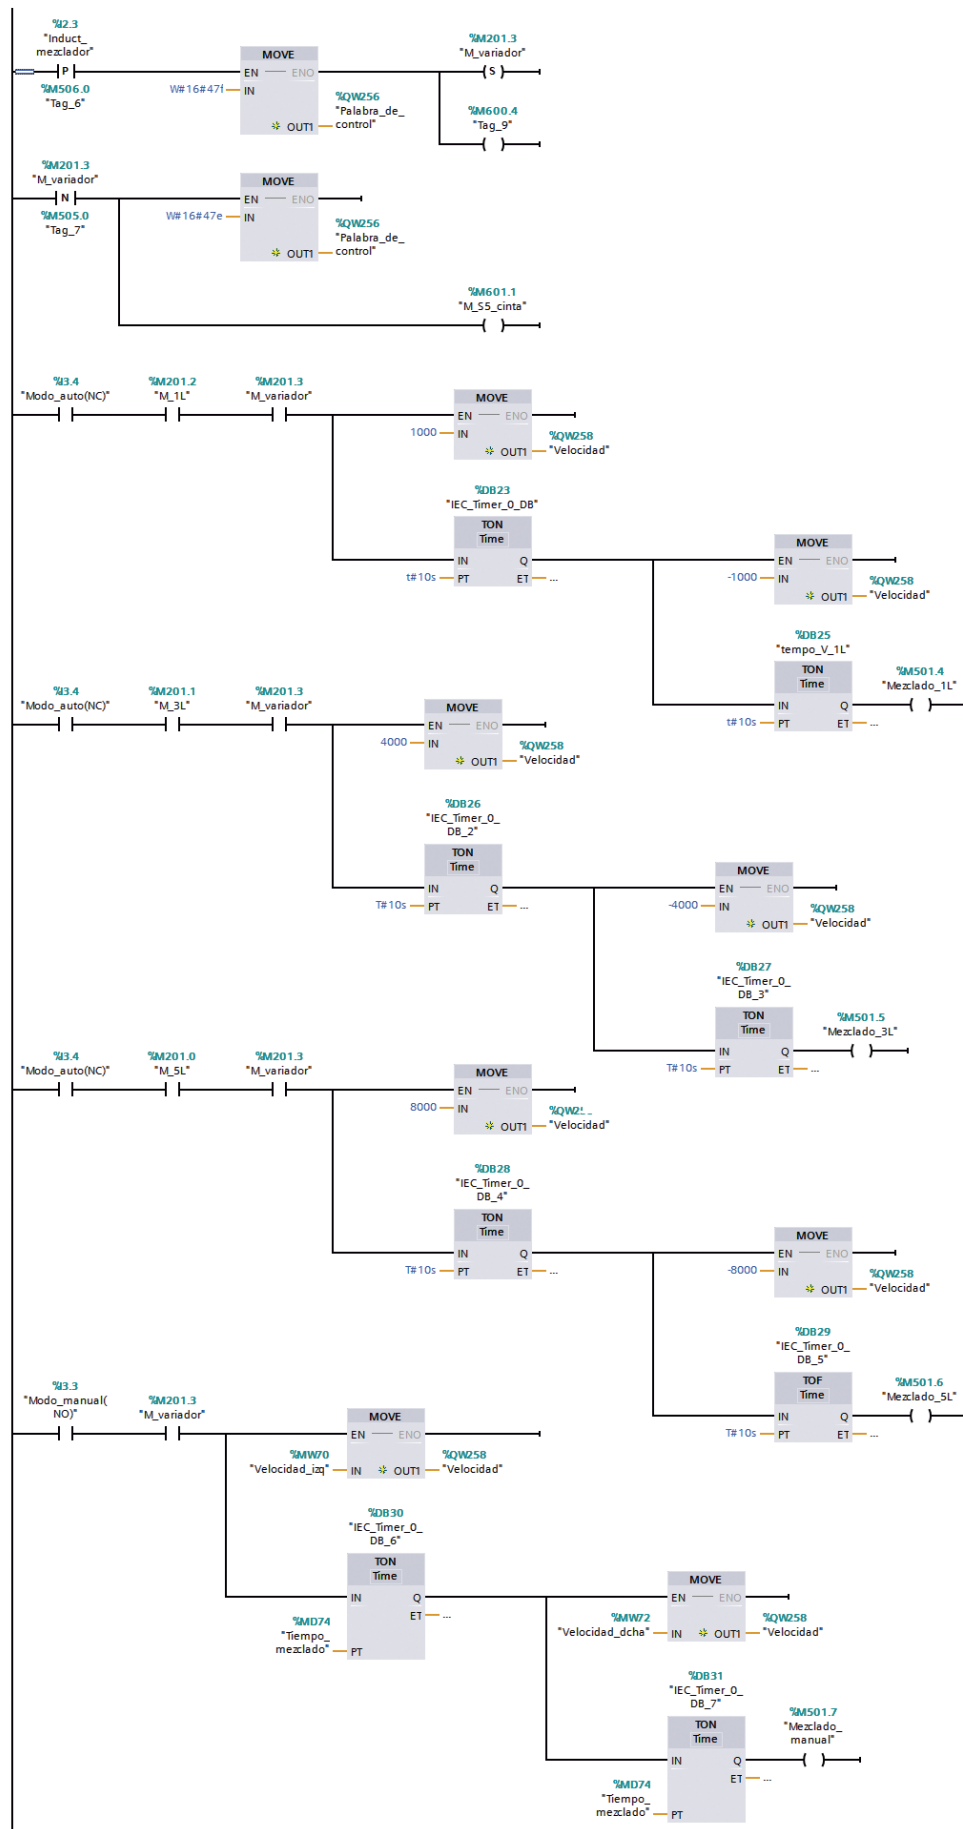 %I2.3
"Induct_
mezclador"
P
%M506.0
"Tag_6"
MOVE
EN ENO
W#16#47f IN
OUT1
%QW256
"Palabra_de_
control"
%M201.3
"M_variador"
S
%M600.4
"Tag_9"
%M201.3
"M_variador"
N
%M505.0
"Tag_7"
MOVE
EN ENO
W#16#47e IN
OUT1
%QW256
"Palabra_de_
control"
%M601.1
"M_S5_cinta"
%I3.4
"Modo_auto(NC)"
%M201.2
"M_1L"
%M201.3
"M_variador"
MOVE
EN ENO
1000 IN
OUT1
%QW258
"Velocidad"
%DB23
"IEC_Timer_0_DB"
TON
Time
IN Q
t#10s PT ET ...
MOVE
EN ENO
-1000 IN
OUT1
%QW258
"Velocidad"
%DB25
"tempo_V_1L"
TON
Time
IN Q
t#10s PT ET ...
%M501.4
"Mezclado_1L"
%I3.4
"Modo_auto(NC)"
%M201.1
"M_3L"
%M201.3
"M_variador"
MOVE
EN ENO
4000 IN
OUT1
%QW258
"Velocidad"
%DB26
"IEC_Timer_0_
DB_2"
TON
Time
IN Q
T#10s PT ET ...
MOVE
EN ENO
-4000 IN
OUT1
%QW258
"Velocidad"
%DB27
"IEC_Timer_0_
DB_3"
TON
Time
IN Q
T#10s PT ET ...
%M501.5
"Mezclado_3L"
%I3.4
"Modo_auto(NC)"
%M201.0
"M_5L"
%M201.3
"M_variador"
MOVE
EN ENO
8000 IN
OUT1
"Velocidad"
%DB28
"IEC_Timer_0_
DB_4"
TON
Time
IN Q
T#10s PT ET ...
MOVE
EN ENO
-8000 IN
OUT1
%QW258
"Velocidad"
%DB29
"IEC_Timer_0_
DB_5"
TOF
Time
IN Q
T#10s PT ET ...
%M501.6
"Mezclado_5L"
%I3.3
"Modo_manual(
NO)"
%M201.3
"M_variador"
MOVE
EN ENO
%MW70
"Velocidad_izq" IN
OUT1
%QW258
"Velocidad"
%DB30
"IEC_Timer_0_
DB_6"
TON
Time
IN Q
ET ...
%MD74
"Tiempo_
mezclado" PT
MOVE
EN ENO
%MW72
"Velocidad_dcha" IN
OUT1
%QW258
"Velocidad"
%DB31
"IEC_Timer_0_
DB_7"
TON
Time
IN Q
ET ...
%MD74
"Tiempo_
mezclado" PT
%M501.7
"Mezclado_
manual"